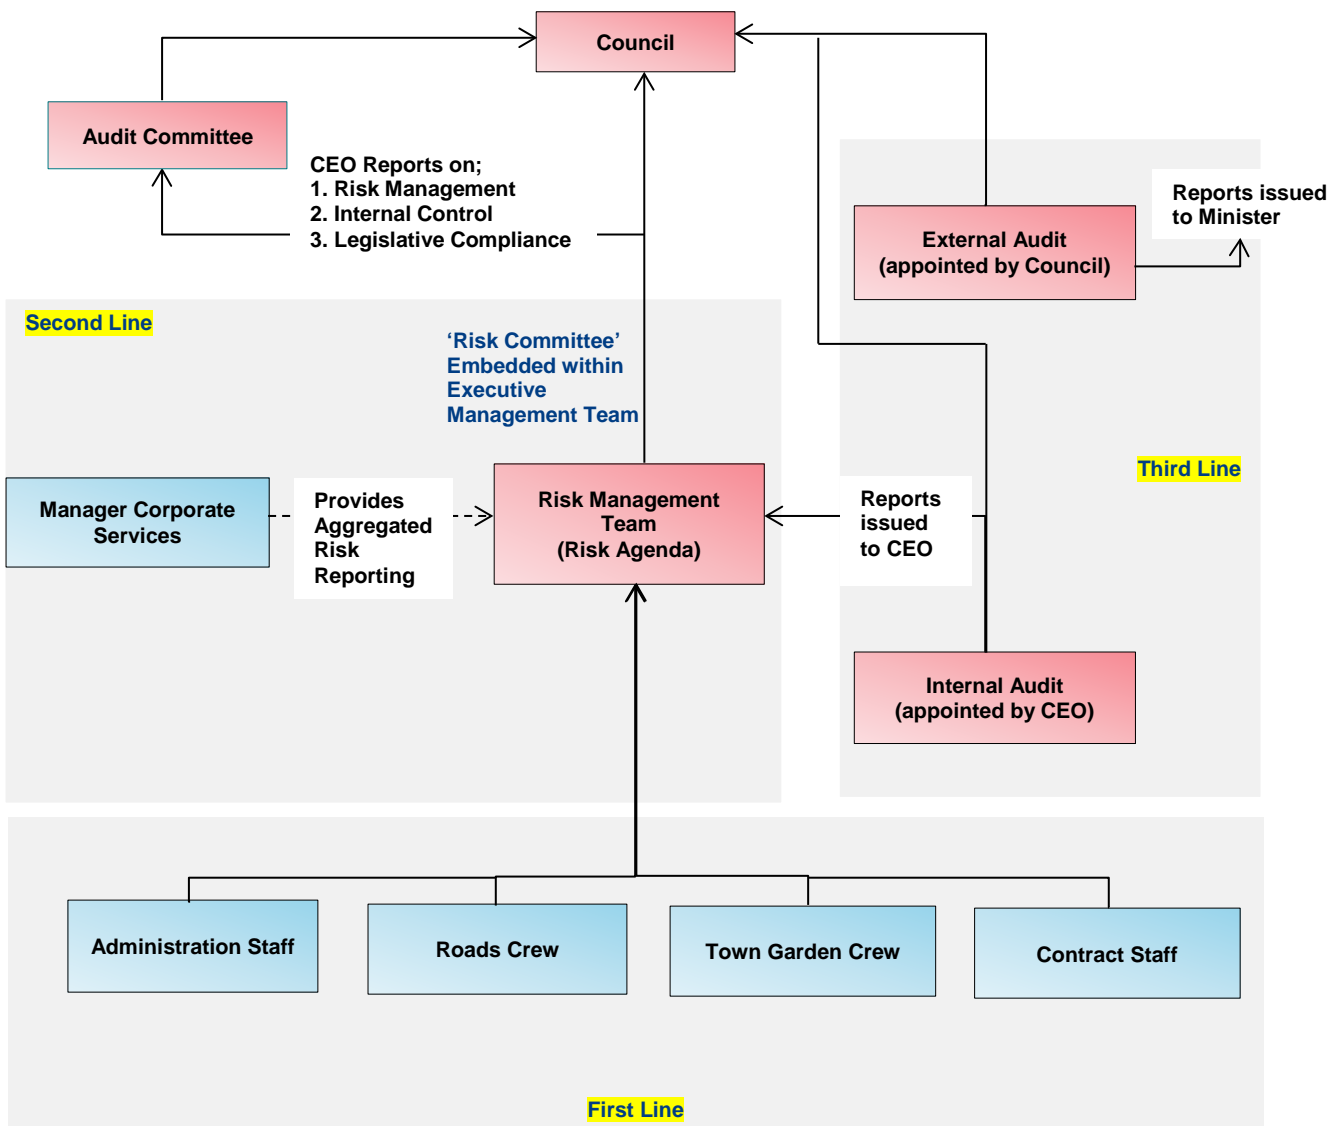 Council
Audit Committee
CEO Reports on;
1. Risk Management
2. Internal Control
3. Legislative Compliance
Reports issued
to Minister
External Audit
(appointed by Council)
Second Line
‘Risk Committee’
Embedded within
Executive
Management Team
Third Line
Manager Corporate
Services
Provides
Aggregated
Risk
Reporting
Risk Management
Team
(Risk Agenda)
Reports
issued
to CEO
Internal Audit
(appointed by CEO)
Administration Staff
Roads Crew
Town Garden Crew
Contract Staff
First Line